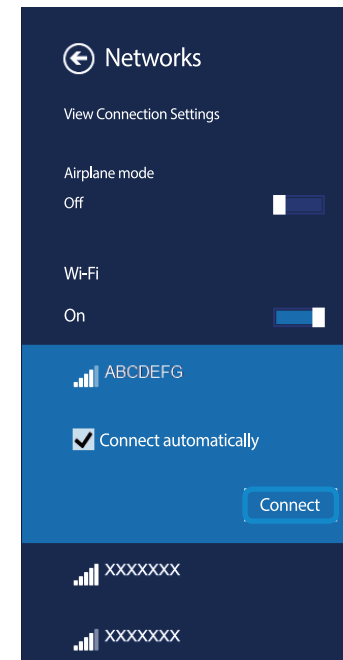 Networks
View Connection Settings
Airplane mode
Off
Wi-Fi
On
ABCDEFG
Connect automatically
Connect
XXXXXXX
XXXXXXX